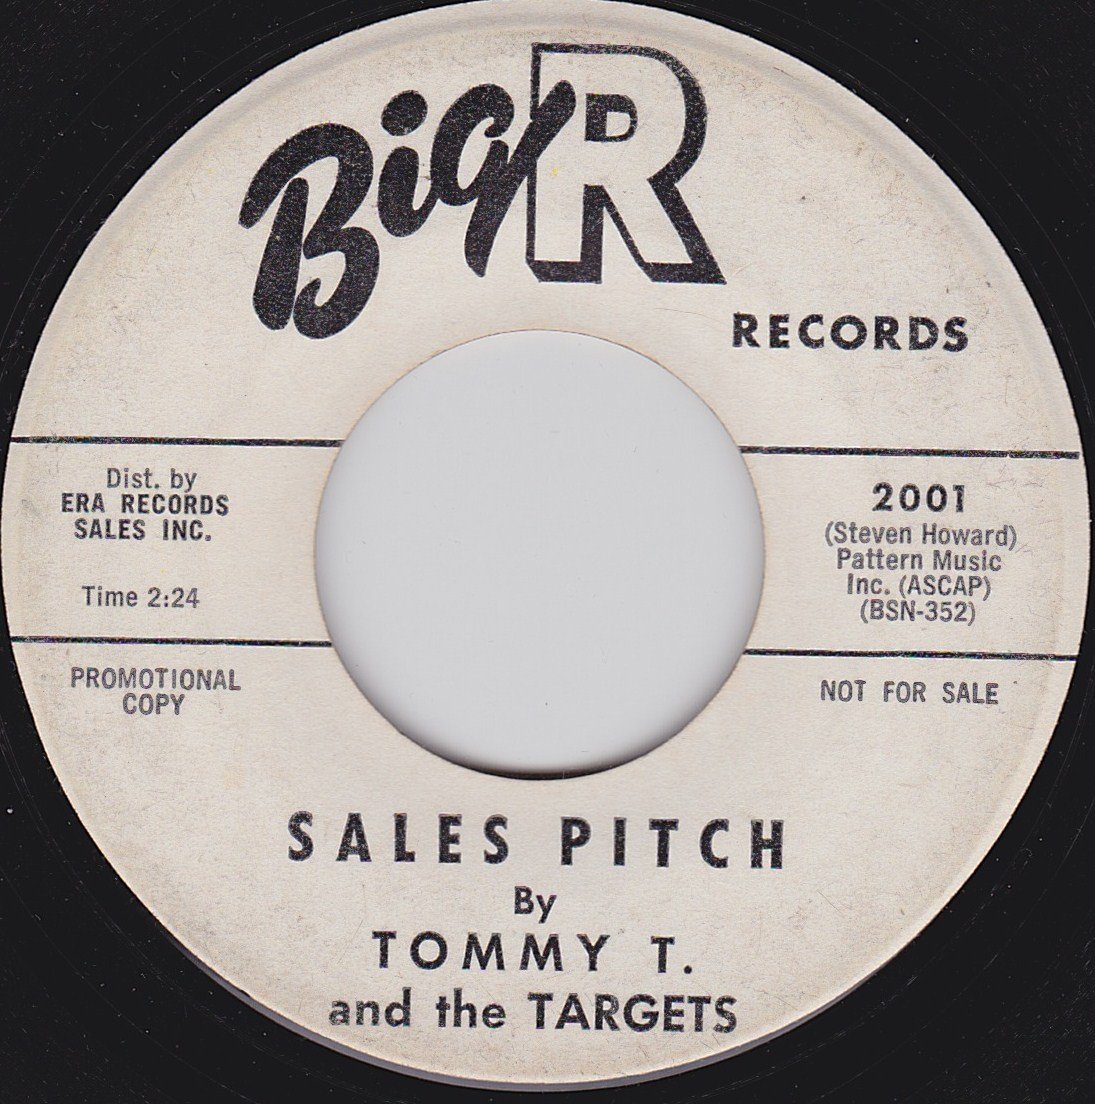 Big R
RECORDS
Dist. by
ERA RECORDS
SALES INC.
Time 2:24
PROMOTIONAL
COPY
2001
(Steven Howard)
Pattern Music
Inc. (ASCAP)
(BSN-352)
NOT FOR SALE
SALES PITCH
By
TOMMY T.
and the TARGETS